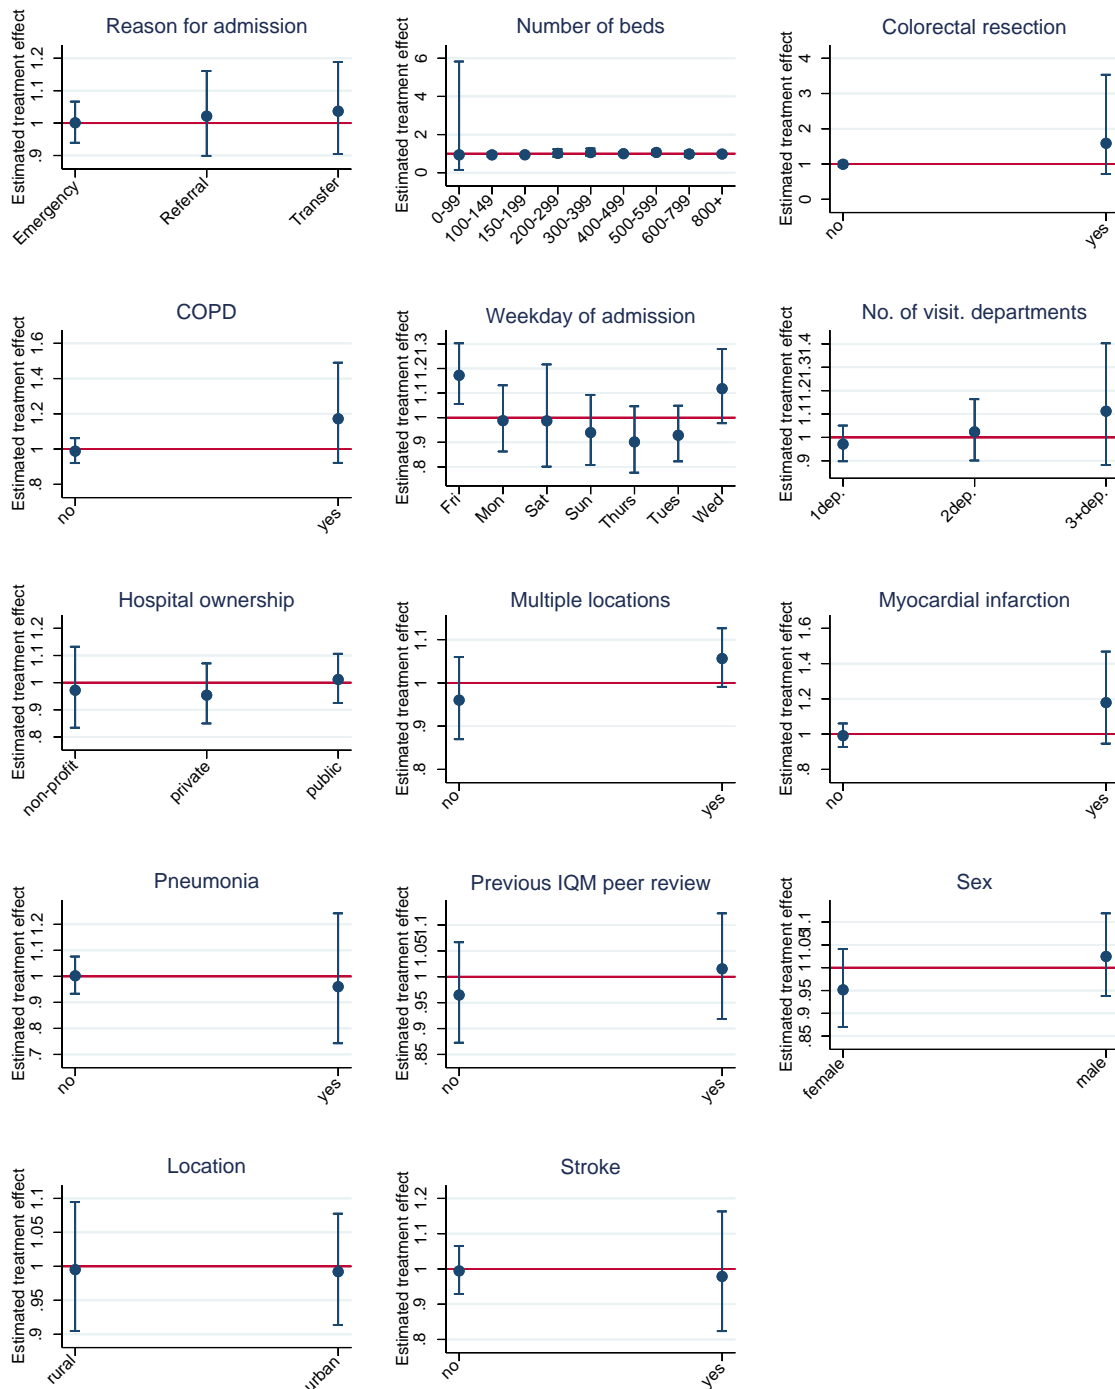 Reason for admission
Estimated treatment effect
.9 1 1.1 1.2
Emergency Referral Transfer
Number of beds
Estimated treatment effect
0 2 4 6
0-99 100-149 150-199 200-299 300-399 400-499 500-599 600-799 800+
Colorectal resection
Estimated treatment effect
0 1 2 3 4
no yes
COPD
Estimated treatment effect
.8 1 1.2 1.4 1.6
no yes
Weekday of admission
Estimated treatment effect
.8 .9 1 1.1 1.2 1.3
Fri Mon Sat Sun Thurs Tues Wed
No. of visit. departments
Estimated treatment effect
.9 1 1.1 1.2 1.3 1.4
1dep. 2dep. 3+dep.
Hospital ownership
Estimated treatment effect
.8 .9 1 1.1 1.2
non-profit private public
Multiple locations
Estimated treatment effect
.8 .9 1 1.1
no yes
Myocardial infarction
Estimated treatment effect
.8 1 1.2 1.4 1.6
no yes
Pneumonia
Estimated treatment effect
.7 .8 .9 1 1.1 1.2
no yes
Previous IQM peer review
Estimated treatment effect
.85 .9 .95 1 1.05 1.1
no yes
Sex
Estimated treatment effect
.85 .9 .95 1 1.05 1.1
female male
Location
Estimated treatment effect
.9 .95 1 1.05 1.1
rural urban
Stroke
Estimated treatment effect
.8 .9 1 1.1 1.2
no yes